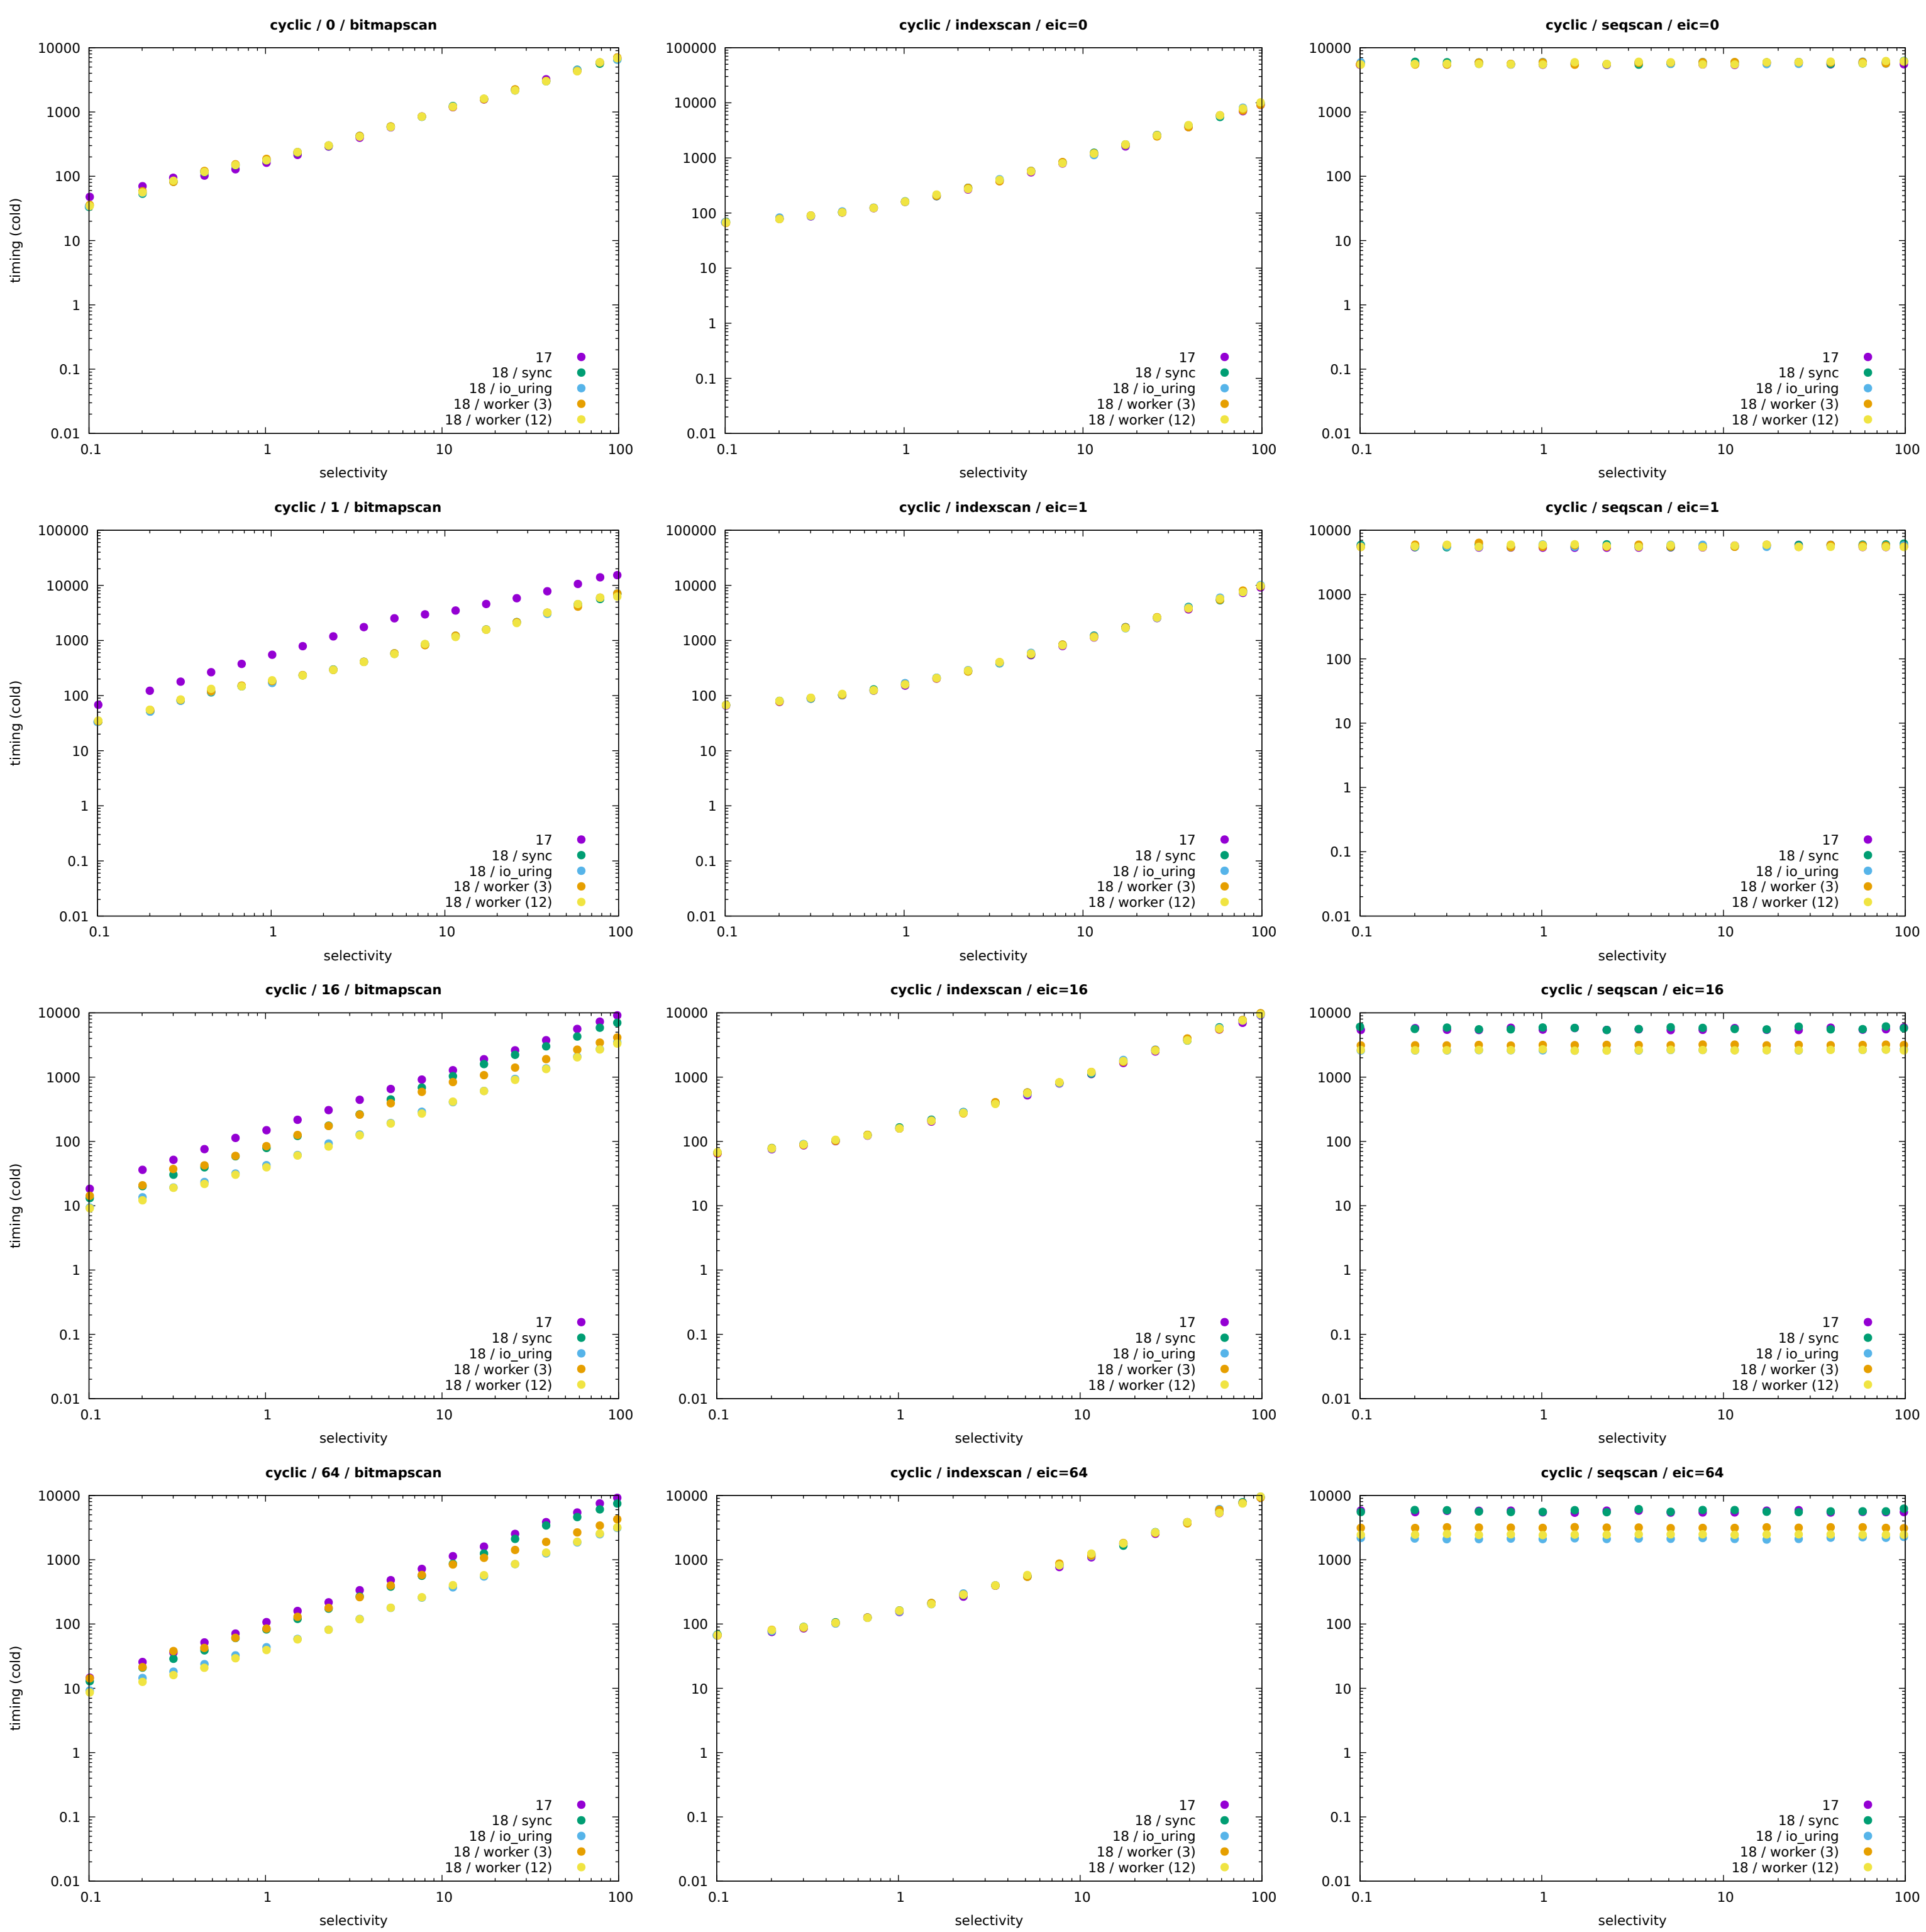 cyclic / 0 / bitmapscan
timing (cold)
10000
1000
100
10
1
0.1
0.01
17
18 / sync
18 / io_uring
18 / worker (3)
18 / worker (12)
0.1 1 10 100
selectivity
cyclic / indexscan / eic=0
100000
10000
1000
100
10
1
0.1
0.01
17
18 / sync
18 / io_uring
18 / worker (3)
18 / worker (12)
0.1 1 10 100
selectivity
cyclic / seqscan / eic=0
10000
1000
100
10
1
0.1
0.01
17
18 / sync
18 / io_uring
18 / worker (3)
18 / worker (12)
0.1 1 10 100
selectivity
cyclic / 1 / bitmapscan
timing (cold)
100000
10000
1000
100
10
1
0.1
0.01
17
18 / sync
18 / io_uring
18 / worker (3)
18 / worker (12)
0.1 1 10 100
selectivity
cyclic / indexscan / eic=1
100000
10000
1000
100
10
1
0.1
0.01
17
18 / sync
18 / io_uring
18 / worker (3)
18 / worker (12)
0.1 1 10 100
selectivity
cyclic / seqscan / eic=1
10000
1000
100
10
1
0.1
0.01
17
18 / sync
18 / io_uring
18 / worker (3)
18 / worker (12)
0.1 1 10 100
selectivity
cyclic / 16 / bitmapscan
timing (cold)
10000
1000
100
10
1
0.1
0.01
17
18 / sync
18 / io_uring
18 / worker (3)
18 / worker (12)
0.1 1 10 100
selectivity
cyclic / indexscan / eic=16
10000
1000
100
10
1
0.1
0.01
17
18 / sync
18 / io_uring
18 / worker (3)
18 / worker (12)
0.1 1 10 100
selectivity
cyclic / seqscan / eic=16
10000
1000
100
10
1
0.1
0.01
17
18 / sync
18 / io_uring
18 / worker (3)
18 / worker (12)
0.1 1 10 100
selectivity
cyclic / 64 / bitmapscan
timing (cold)
10000
1000
100
10
1
0.1
0.01
17
18 / sync
18 / io_uring
18 / worker (3)
18 / worker (12)
0.1 1 10 100
selectivity
cyclic / indexscan / eic=64
10000
1000
100
10
1
0.1
0.01
17
18 / sync
18 / io_uring
18 / worker (3)
18 / worker (12)
0.1 1 10 100
selectivity
cyclic / seqscan / eic=64
10000
1000
100
10
1
0.1
0.01
17
18 / sync
18 / io_uring
18 / worker (3)
18 / worker (12)
0.1 1 10 100
selectivity